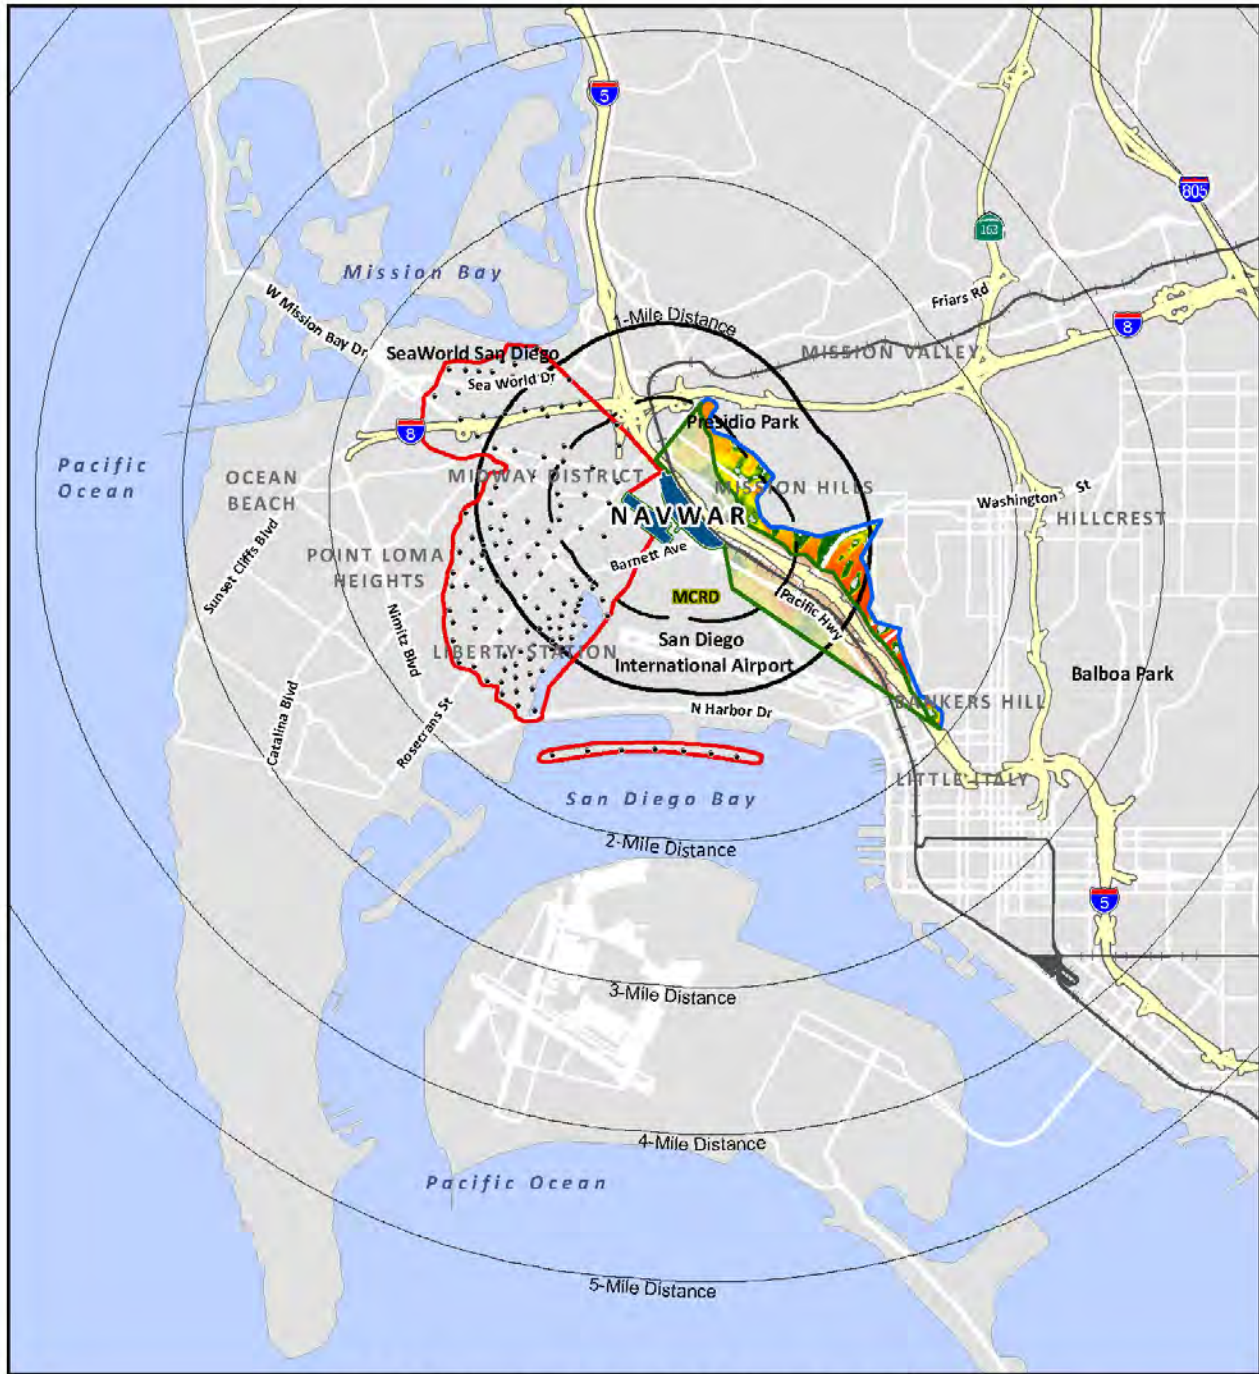 5
805
163
Mission Bay
Friars Rd
W Mission Bay Dr
1-Mile Distance
8
SeaWorld San Diego
MISSION VALLEY
Sea World Dr
8
Presidio Park
Pacific
Ocean
OCEAN
BEACH
MIDWAY DISTRICT
MISSION HILLS
Washington St
NAVWAR
HILLCREST
Sunset Cliffs Blvd
POINT LOMA
HEIGHTS
Barnett Ave
MCRD
Pacific Hwy
Nimitz Blvd
LIBERTY STATION
San Diego
International Airport
Balboa Park
Catalina Blvd
Rosecrans St
N Harbor Dr
BANKERS HILL
LITTLE ITALY
San Diego Bay
2-Mile Distance
5
3-Mile Distance
4-Mile Distance
Pacific Ocean
5-Mile Distance